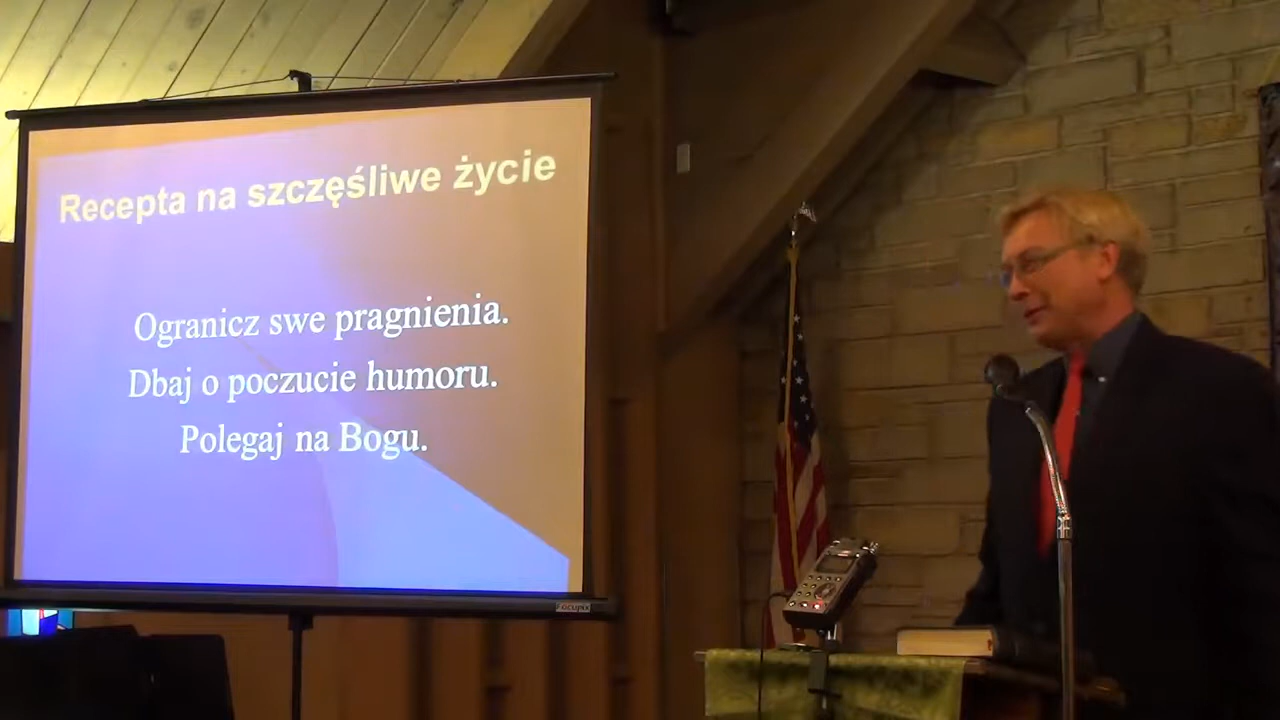 Recepta na szczęśliwe życie
Ogranicz swe pragnienia.
Dbaj o poczucie humoru.
Polegaj na Bogu.